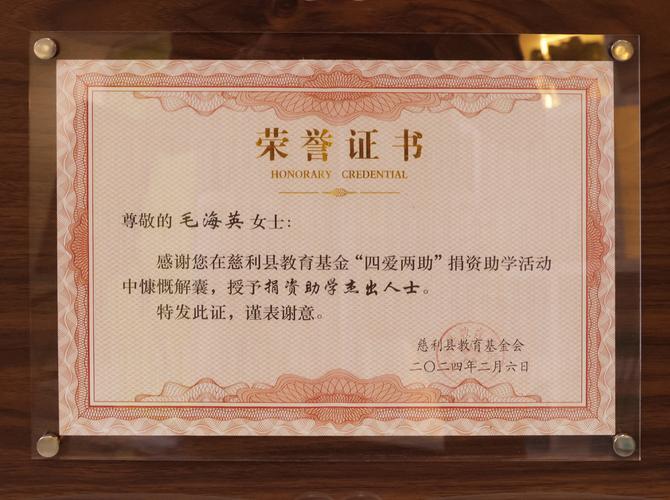 荣誉证书
HONORARY CREDENTIAL
尊敬的 毛海英 女士：
感谢您在慈利县教育基金“四爱两助”捐资助学活动
中慷慨解囊，授予捐资助学杰出人士。
特发此证，谨表谢意。
慈利县教育基金会
二〇二四年二月六日